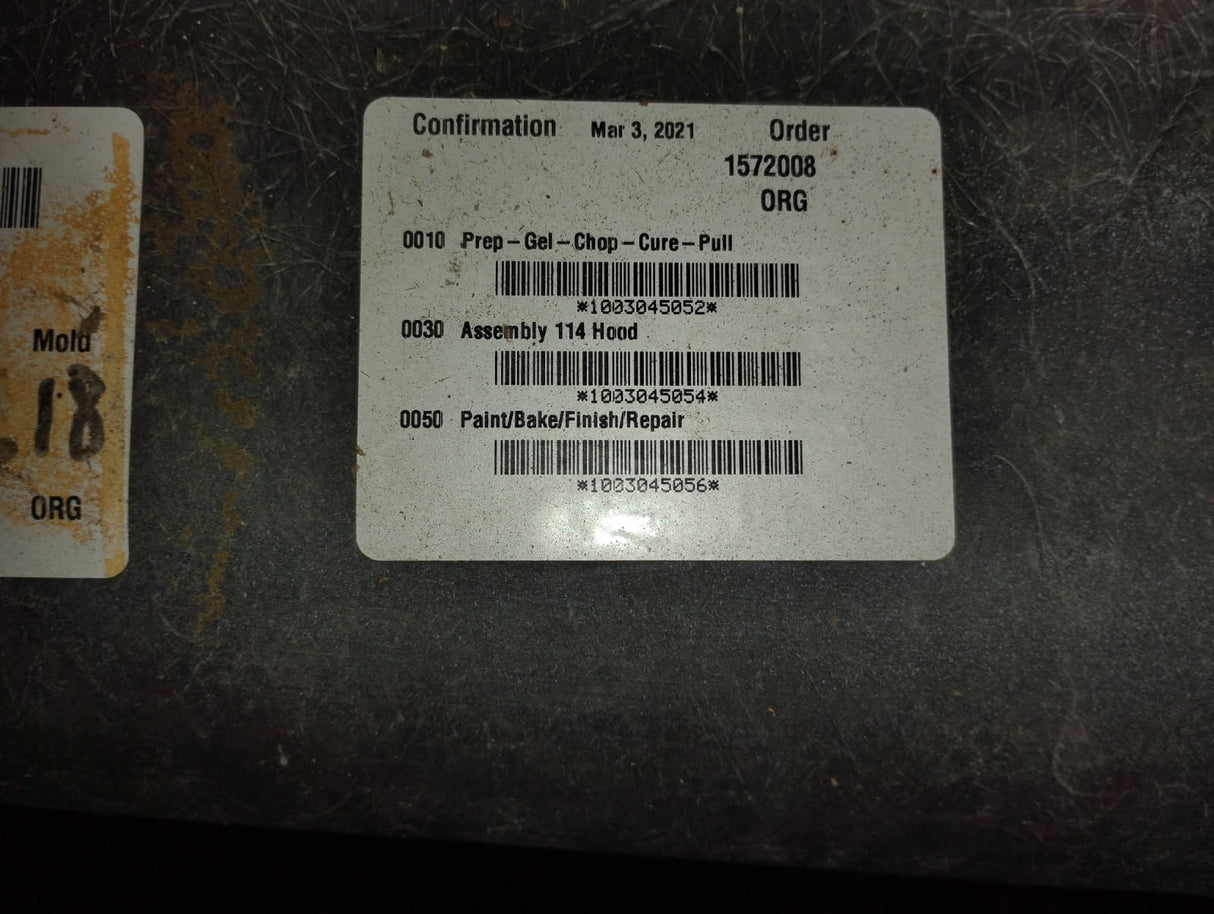 Confirmation Mar 3, 2021 Order
1572008
ORG
0010 Prep-Gel-Chop-Cure-Pull
*1003045052*
0030 Assembly 114 Hood
*1003045054*
0050 Paint/Bake/Finish/Repair
*1003045056*
Mold
18
ORG